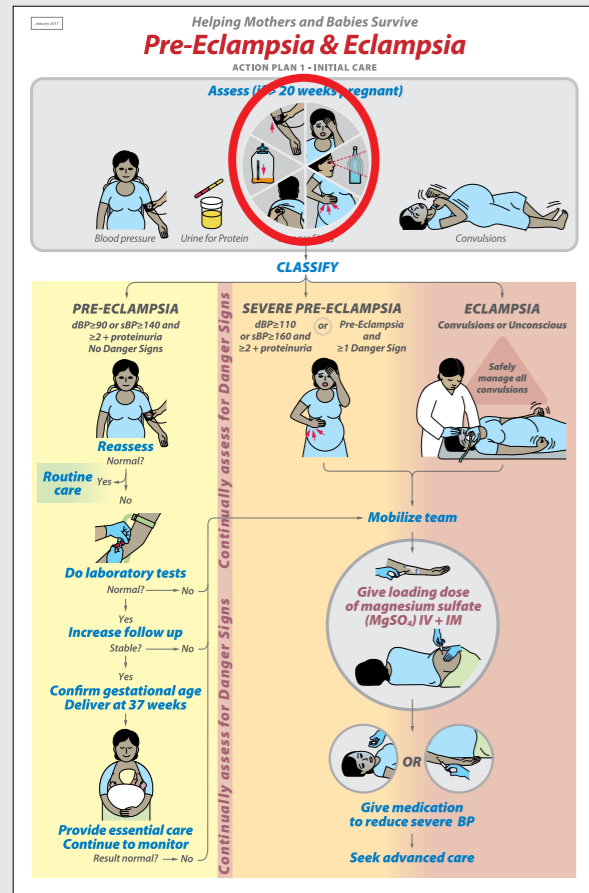 January 2017
Helping Mothers and Babies Survive
Pre-Eclampsia & Eclampsia
ACTION PLAN 1 - INITIAL CARE
Assess (if > 20 weeks pregnant)
Blood pressure
Urine for Protein
Convulsions
CLASSIFY
PRE-ECLAMPSIA
dBP≥90 or sBP≥140 and
≥2 + proteinuria
No Danger Signs
Reassess
Normal?
Routine
care
Yes
No
Do laboratory tests
Normal?
No
Yes
Increase follow up
Stable?
No
Yes
Confirm gestational age
Deliver at 37 weeks
Provide essential care
Continue to monitor
Result normal?
No
Continually assess for Danger Signs
Continually assess for Danger Signs
SEVERE PRE-ECLAMPSIA
dBP≥110
or sBP≥160 and
≥2 + proteinuria
or
Pre-Eclampsia
and
≥1 Danger Sign
ECLAMPSIA
Convulsions or Unconscious
Safely
manage all
convulsions
Mobilize team
Give loading dose
of magnesium sulfate
(MgSO₄) IV + IM
OR
Give medication
to reduce severe BP
Seek advanced care